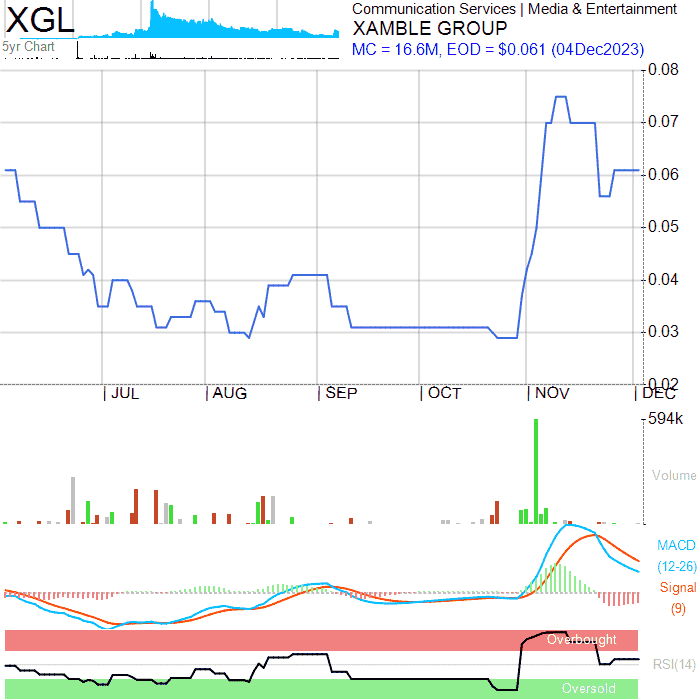 XGL
5yr Chart
Communication Services | Media & Entertainment
XAMBLE GROUP
MC = 16.6M, EOD = $0.061 (04Dec2023)
0.08
0.07
0.06
0.05
0.04
0.03
0.02
JUL AUG SEP OCT NOV DEC
594k
Volume
MACD
(12-26)
Signal
(9)
Overbought
RSI(14)
Oversold